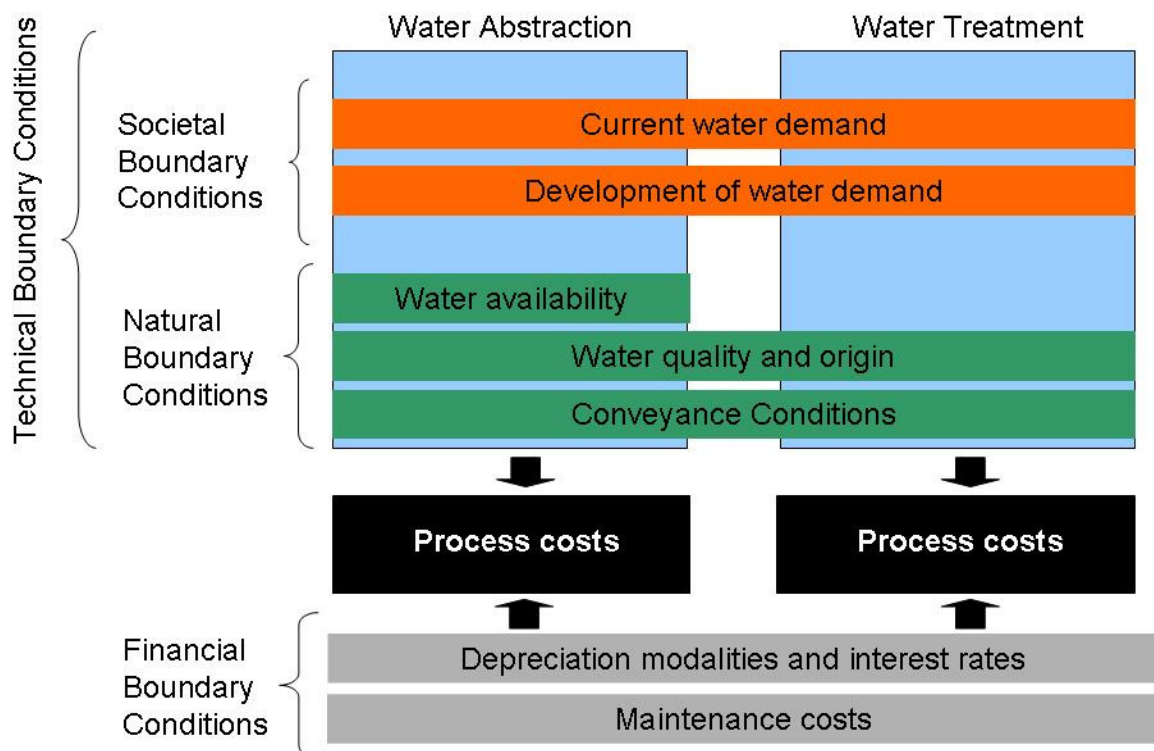 Water Abstraction
Water Treatment
Technical Boundary Conditions
Societal
Boundary
Conditions
Current water demand
Development of water demand
Natural
Boundary
Conditions
Water availability
Water quality and origin
Conveyance Conditions
Process costs
Process costs
Financial
Boundary
Conditions
Depreciation modalities and interest rates
Maintenance costs